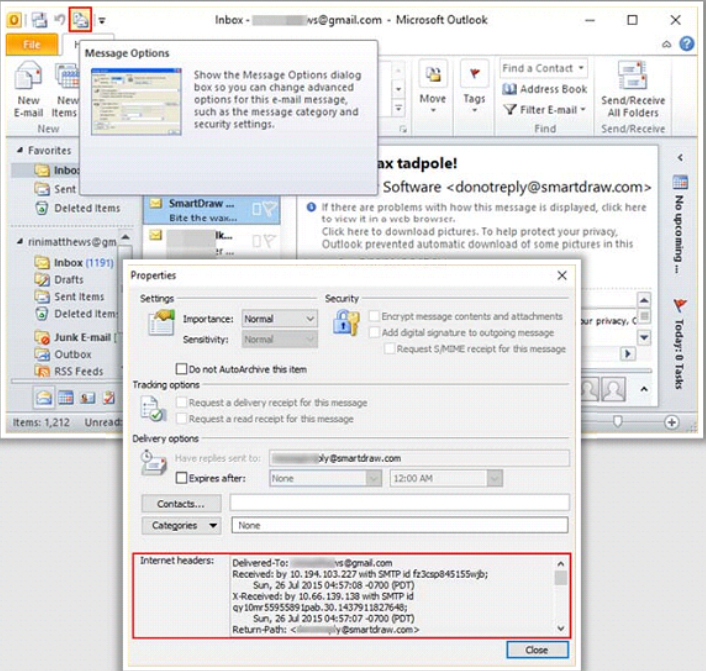 Inbox - ws@gmail.com - Microsoft Outlook
File
Message Options
Show the Message Options dialog
box so you can change advanced
options for this e-mail message,
such as the message category and
security settings.
New
E-mail
New
Items
New
Move
Tags
Find a Contact
Address Book
Filter E-mail
Find
Send/Receive
All Folders
Send/Receive
Favorites
Inbox
Sent
Deleted Items
rinimatthews@gm
Inbox (1191)
Drafts
Sent Items
Deleted Item
Junk E-mail [
Outbox
RSS Feeds
Items: 1,212 Unread:
SmartDraw ...
Bite the wax...
lk...
er ...
ax tadpole!
Software <donotreply@smartdraw.com>
If there are problems with how this message is displayed, click here
to view it in a web browser.
Click here to download pictures. To help protect your privacy,
Outlook prevented automatic download of some pictures in this
our privacy, C
No upcoming ...
Today: 0 Tasks
Properties
Settings
Security
Importance: Normal
Sensitivity: Normal
Encrypt message contents and attachments
Add digital signature to outgoing message
Request S/MIME receipt for this message
Do not AutoArchive this item
Tracking options
Request a delivery receipt for this message
Request a read receipt for this message
Delivery options
Have replies sent to: ply@smartdraw.com
Expires after: None 12:00 AM
Contacts...
Categories None
Internet headers:
Delivered-To: vs@gmail.com
Received: by 10.194.103.227 with SMTP id fz3csp845155wjb;
Sun, 26 Jul 2015 04:57:08 -0700 (PDT)
X-Received: by 10.66.139.138 with SMTP id
qy10mr55955891pab.30.1437911827648;
Sun, 26 Jul 2015 04:57:07 -0700 (PDT)
Return-Path: < y@smartdraw.com>
Close